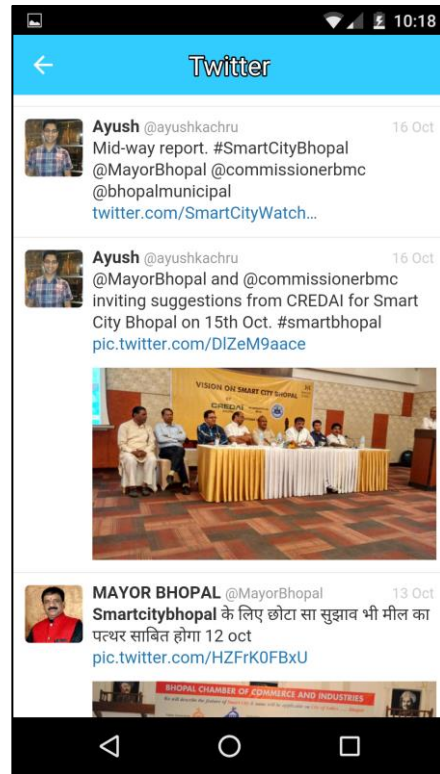 10:18
Twitter
Ayush @ayushkachru 16 Oct
Mid-way report. #SmartCityBhopal
@MayorBhopal @commissionerbmc
@bhopalmunicipal
twitter.com/SmartCityWatch…
Ayush @ayushkachru 16 Oct
@MayorBhopal and @commissionerbmc
inviting suggestions from CREDAI for Smart
City Bhopal on 15th Oct. #smartbhopal
pic.twitter.com/DlZeM9aace
VISION ON SMART CITY BHOPAL
CREDAI
MAYOR BHOPAL @MayorBhopal 13 Oct
Smartcitybhopal के लिए छोटा सा सुझाव भी मील का
पत्थर साबित होगा 12 oct
pic.twitter.com/HZFrK0FBxU
BHOPAL CHAMBER OF COMMERCE AND INDUSTRIES